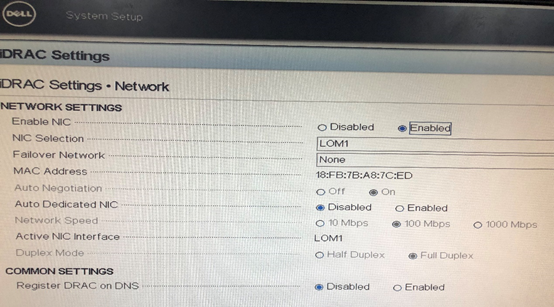 DELL
System Setup
iDRAC Settings
iDRAC Settings • Network
NETWORK SETTINGS
Enable NIC Disabled Enabled
NIC Selection LOM1
Failover Network None
MAC Address 18:FB:7B:A8:7C:ED
Auto Negotiation Off On
Auto Dedicated NIC Disabled Enabled
Network Speed 10 Mbps 100 Mbps 1000 Mbps
Active NIC Interface LOM1
Duplex Mode Half Duplex Full Duplex
COMMON SETTINGS
Register DRAC on DNS Disabled Enabled